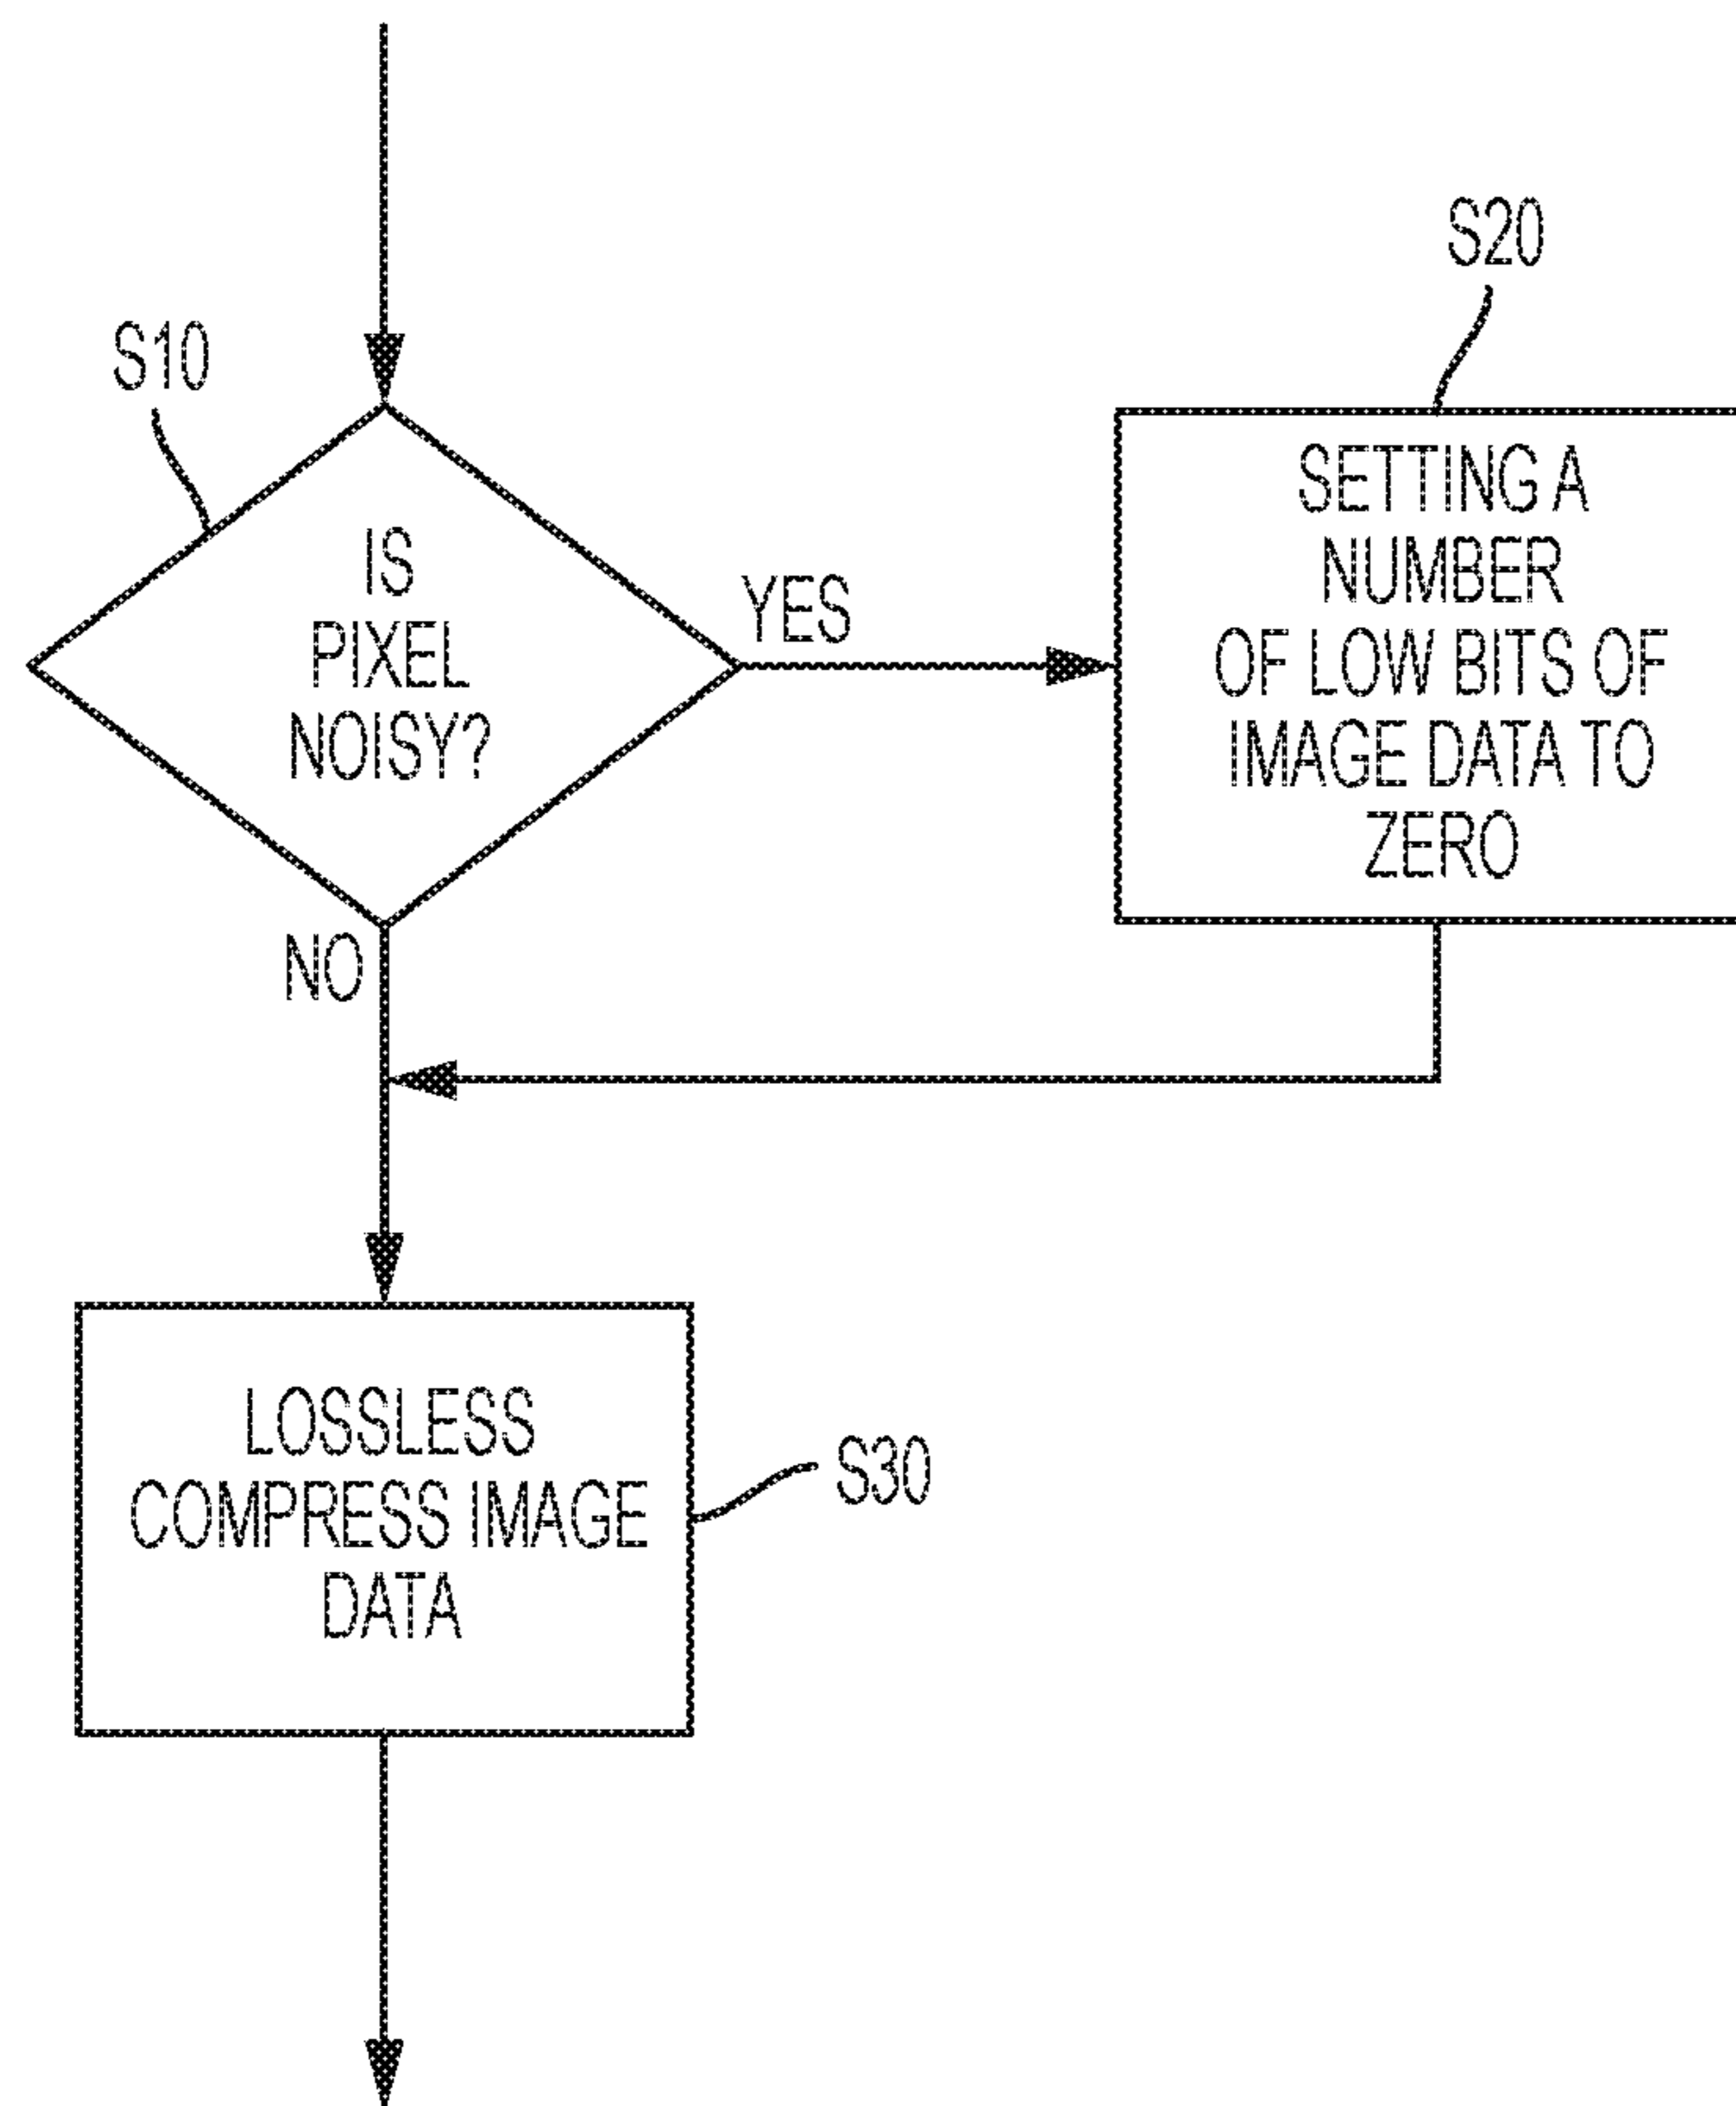 S10
IS
PIXEL
NOISY?
YES
NO
S20
SETTING A
NUMBER
OF LOW BITS OF
IMAGE DATA TO
ZERO
LOSSLESS
COMPRESS IMAGE
DATA
S30